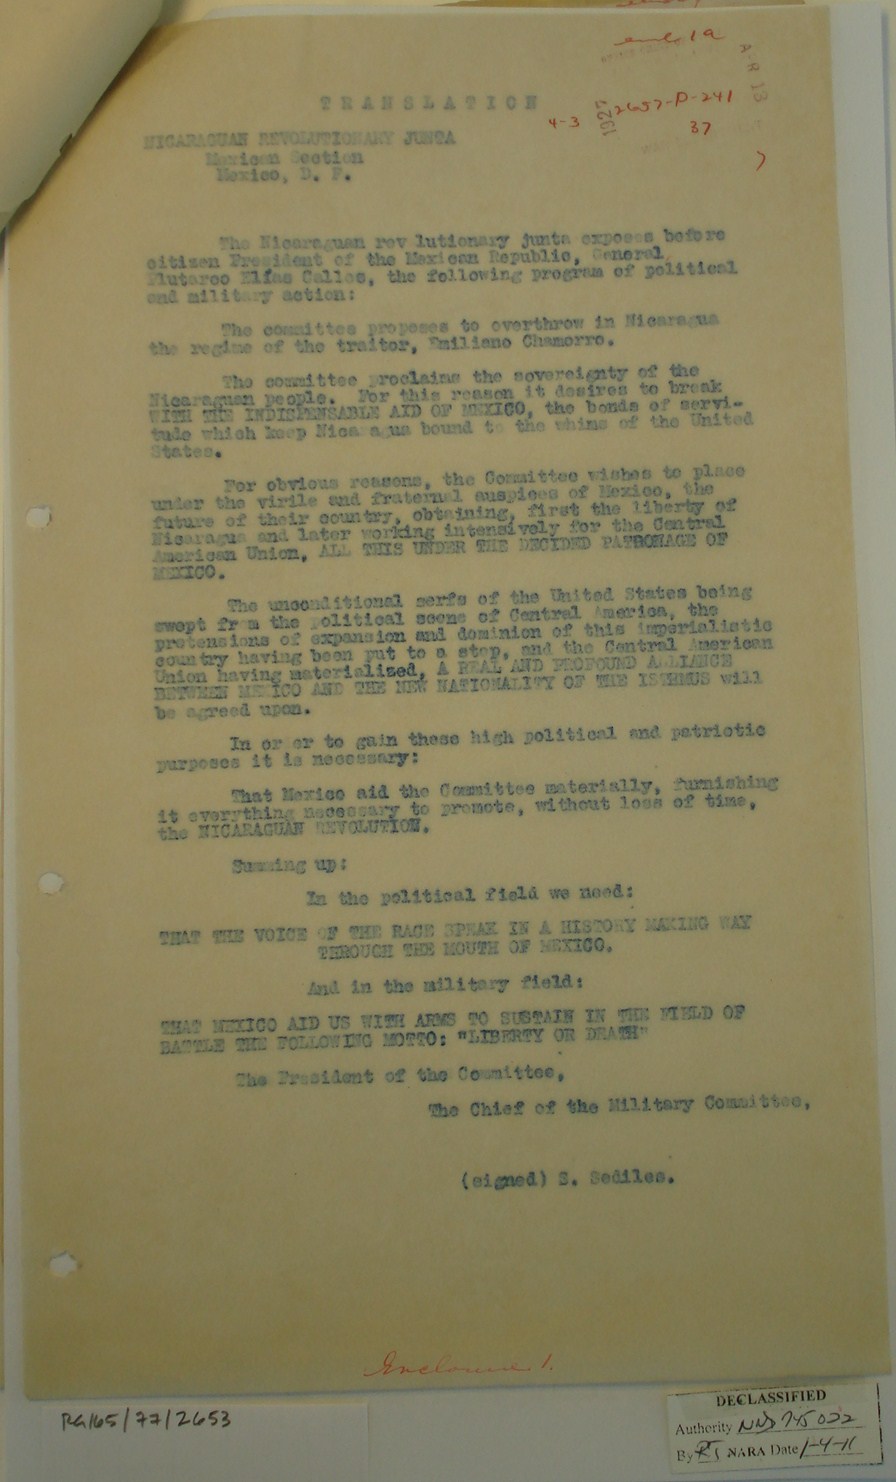 encl 1a
APR 13
1927
2657-P-241
4-3
37
7
TRANSLATION
NICARAGUAN REVOLUTIONARY JUNTA
Mexican Section
Mexico, D. F.
The Nicaraguan rev lutionary junta exposes before
citizen President of the Mexican Republic, General
Plutarco Elías Calles, the following program of political
and military action:
The committee proposes to overthrow in Nicaragua
the regime of the traitor, Emiliano Chamorro.
The committee proclaims the sovereignty of the
Nicaraguan people. For this reason it desires to break
WITH THE INDISPENSABLE AID OF MEXICO, the bonds of servi-
tude which keep Nicaragua bound to the whims of the United
States.
For obvious reasons, the Committee wishes to place
under the virile and fraternal auspices of Mexico, the
future of their country, obtaining, first the liberty of
Nicaragua and later working intensively for the Central
American Union, ALL THIS UNDER THE DECIDED PATRONAGE OF
MEXICO.
The unconditional serfs of the United States being
swept from the political scene of Central America, the
pretensions of expansion and dominion of this imperialistic
country having been put to a stop, and the Central American
Union having materialized, A REAL AND PROFOUND ALLIANCE
BETWEEN MEXICO AND THE NEW NATIONALITY OF THE ISTHMUS will
be agreed upon.
In order to gain these high political and patriotic
purposes it is necessary:
That Mexico aid the Committee materially, furnishing
it everything necessary to promote, without loss of time,
the NICARAGUAN REVOLUTION.
Summing up:
In the political field we need:
THAT THE VOICE OF THE RACE SPEAK IN A HISTORY MAKING WAY
THROUGH THE MOUTH OF MEXICO.
And in the military field:
THAT MEXICO AID US WITH ARMS TO SUSTAIN IN THE FIELD OF
BATTLE THE FOLLOWING MOTTO: "LIBERTY OR DEATH"
The President of the Committee,
The Chief of the Military Committee,
(signed) S. Sediles.
Enclosure 1.
RG165/77/2653
DECLASSIFIED
Authority NND 745022
By RJ NARA Date 1-4-11